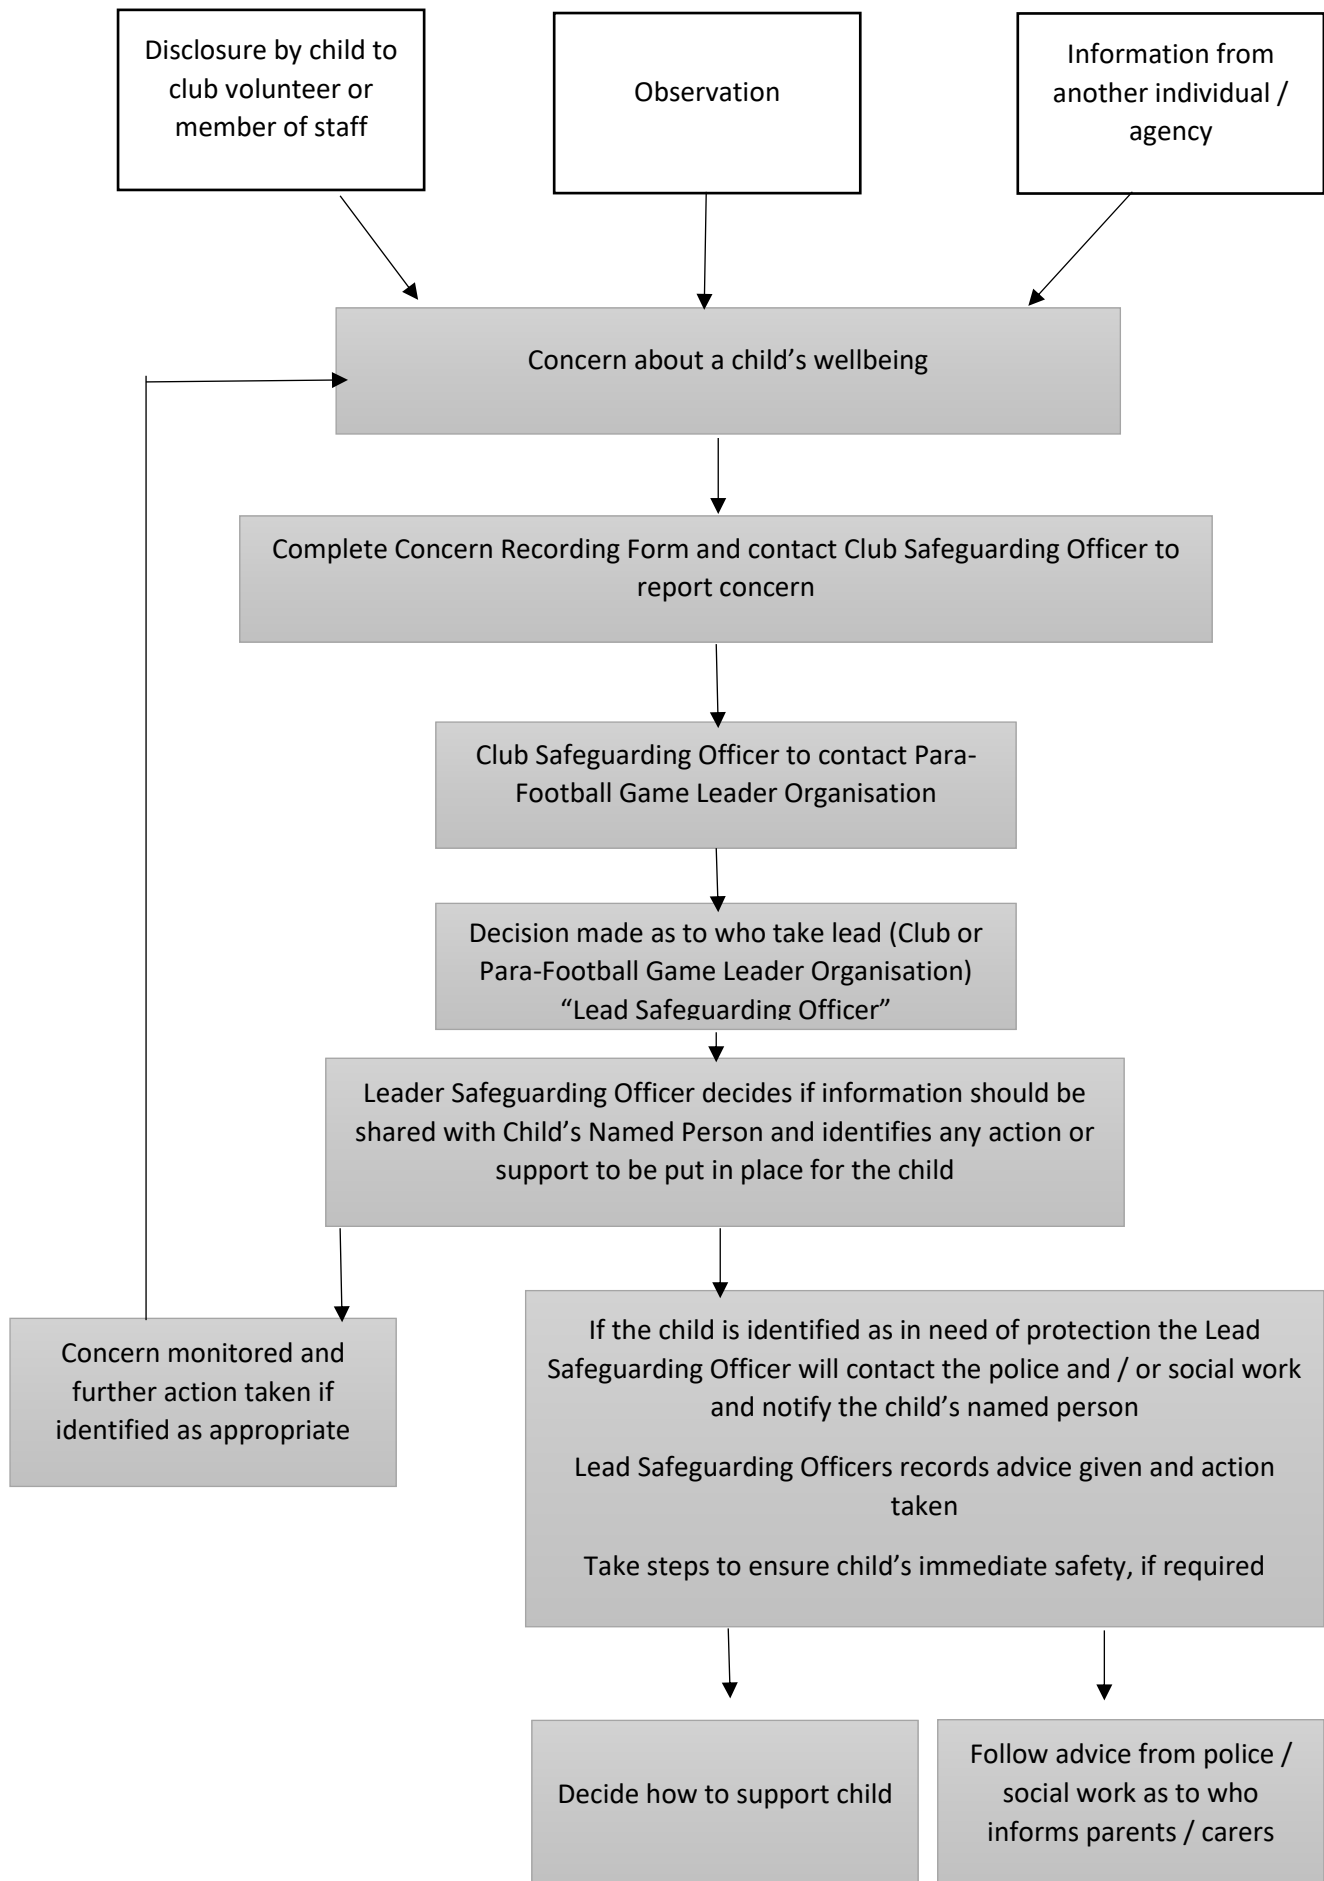 Disclosure by child to
club volunteer or
member of staff
Observation
Information from
another individual /
agency
Concern about a child’s wellbeing
Complete Concern Recording Form and contact Club Safeguarding Officer to
report concern
Club Safeguarding Officer to contact Para-
Football Game Leader Organisation
Decision made as to who take lead (Club or
Para-Football Game Leader Organisation)
“Lead Safeguarding Officer”
Leader Safeguarding Officer decides if information should be
shared with Child’s Named Person and identifies any action or
support to be put in place for the child
Concern monitored and
further action taken if
identified as appropriate
If the child is identified as in need of protection the Lead
Safeguarding Officer will contact the police and / or social work
and notify the child’s named person
Lead Safeguarding Officers records advice given and action
taken
Take steps to ensure child’s immediate safety, if required
Decide how to support child
Follow advice from police /
social work as to who
informs parents / carers